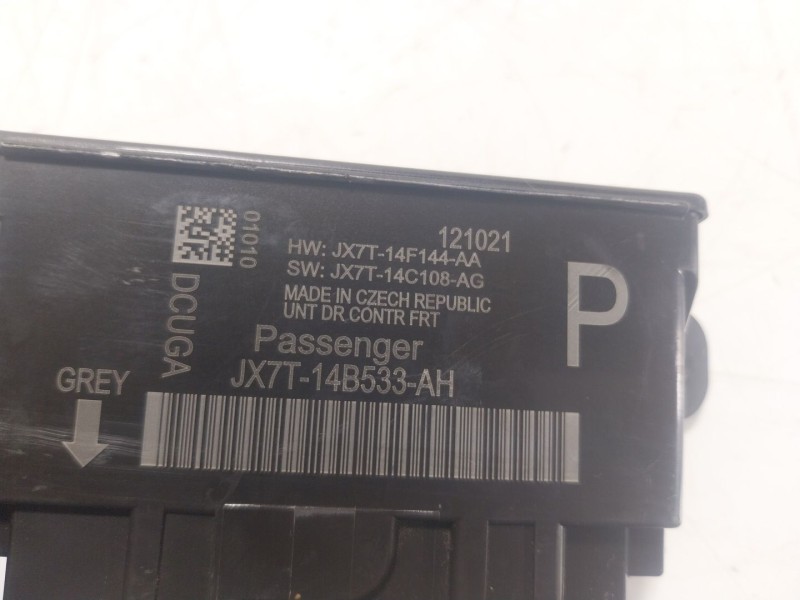 121021
01010
HW: JX7T-14F144-AA
SW: JX7T-14C108-AG
MADE IN CZECH REPUBLIC
UNT DR CONTR FRT
P
DCUGA
Passenger
GREY
JX7T-14B533-AH